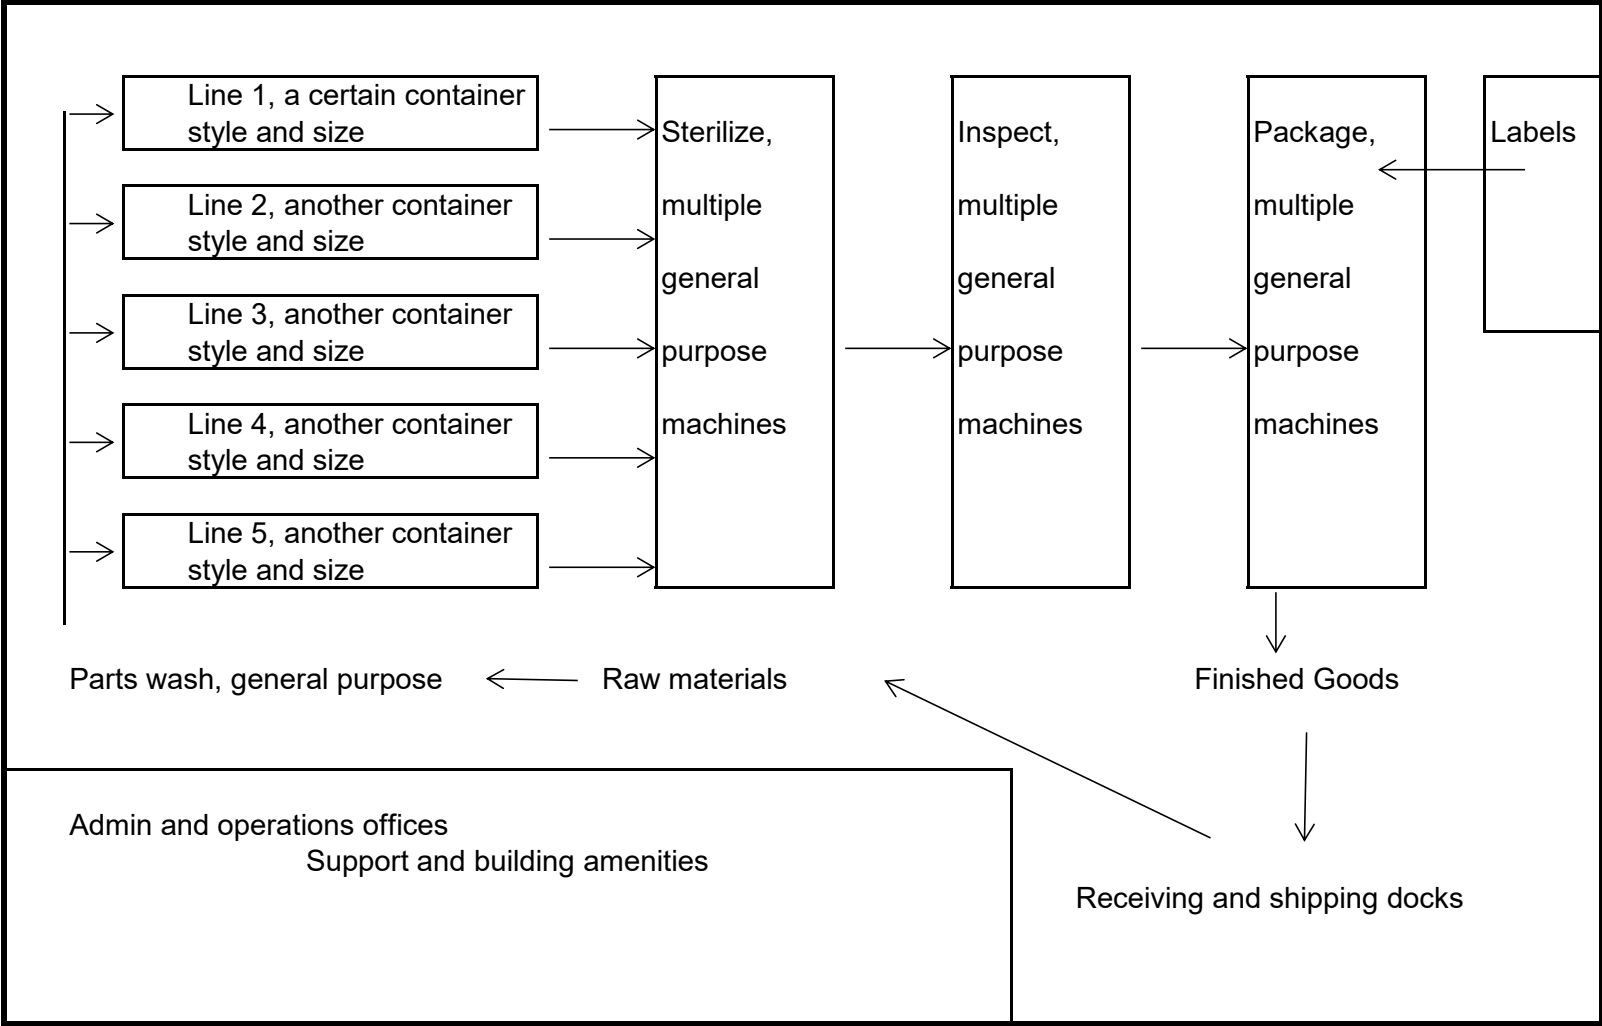 Line 1, a certain container
style and size
Line 2, another container
style and size
Line 3, another container
style and size
Line 4, another container
style and size
Line 5, another container
style and size
Sterilize,
multiple
general
purpose
machines
Inspect,
multiple
general
purpose
machines
Package,
multiple
general
purpose
machines
Labels
Parts wash, general purpose
Raw materials
Finished Goods
Admin and operations offices
Support and building amenities
Receiving and shipping docks